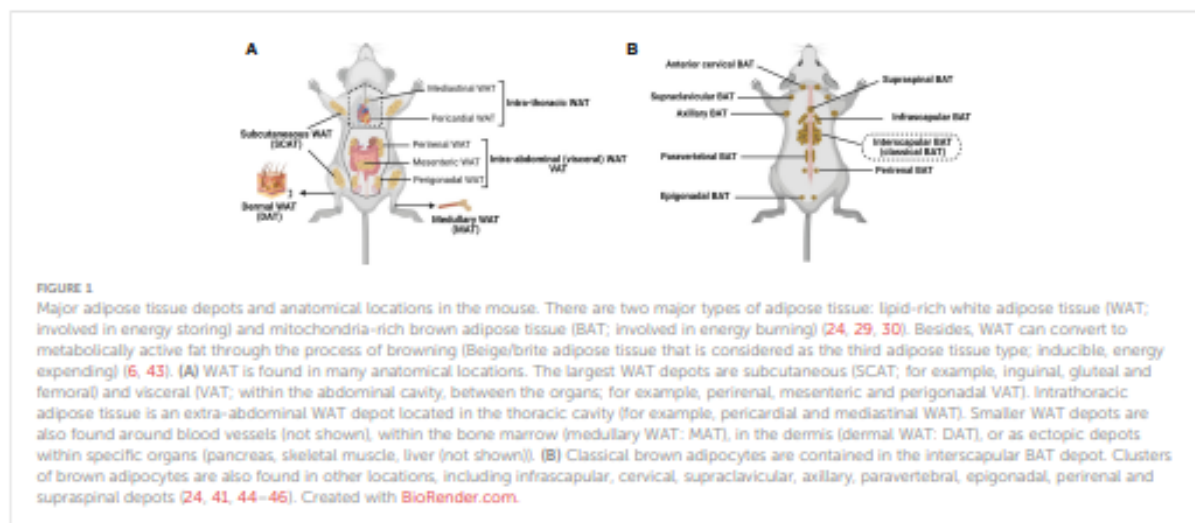 A
Mediastinal WAT
Intra-thoracic WAT
Pericardial WAT
Subcutaneous WAT
(SCAT)
Perirenal WAT
Mesenteric WAT
Intra-abdominal (visceral) WAT
VAT
Perigonadal WAT
Dermal WAT
(DAT)
Medullary WAT
(MAT)
B
Anterior cervical BAT
Supraspinal BAT
Supraclavicular BAT
Axillary BAT
Infrascapular BAT
Interscapular BAT
(classical BAT)
Paravertebral BAT
Perirenal BAT
Epigonadal BAT
FIGURE 1
Major adipose tissue depots and anatomical locations in the mouse. There are two major types of adipose tissue: lipid-rich white adipose tissue (WAT;
involved in energy storing) and mitochondria-rich brown adipose tissue (BAT; involved in energy burning) (24, 29, 30). Besides, WAT can convert to
metabolically active fat through the process of browning (Beige/brite adipose tissue that is considered as the third adipose tissue type; inducible, energy
expending) (6, 43). (A) WAT is found in many anatomical locations. The largest WAT depots are subcutaneous (SCAT; for example, inguinal, gluteal and
femoral) and visceral (VAT; within the abdominal cavity, between the organs; for example, perirenal, mesenteric and perigonadal VAT). Intrathoracic
adipose tissue is an extra-abdominal WAT depot located in the thoracic cavity (for example, pericardial and mediastinal WAT). Smaller WAT depots are
also found around blood vessels (not shown), within the bone marrow (medullary WAT: MAT), in the dermis (dermal WAT: DAT), or as ectopic depots
within specific organs (pancreas, skeletal muscle, liver (not shown)). (B) Classical brown adipocytes are contained in the interscapular BAT depot. Clusters
of brown adipocytes are also found in other locations, including infrascapular, cervical, supraclavicular, axillary, paravertebral, epigonadal, perirenal and
supraspinal depots (24, 41, 44–46). Created with BioRender.com.